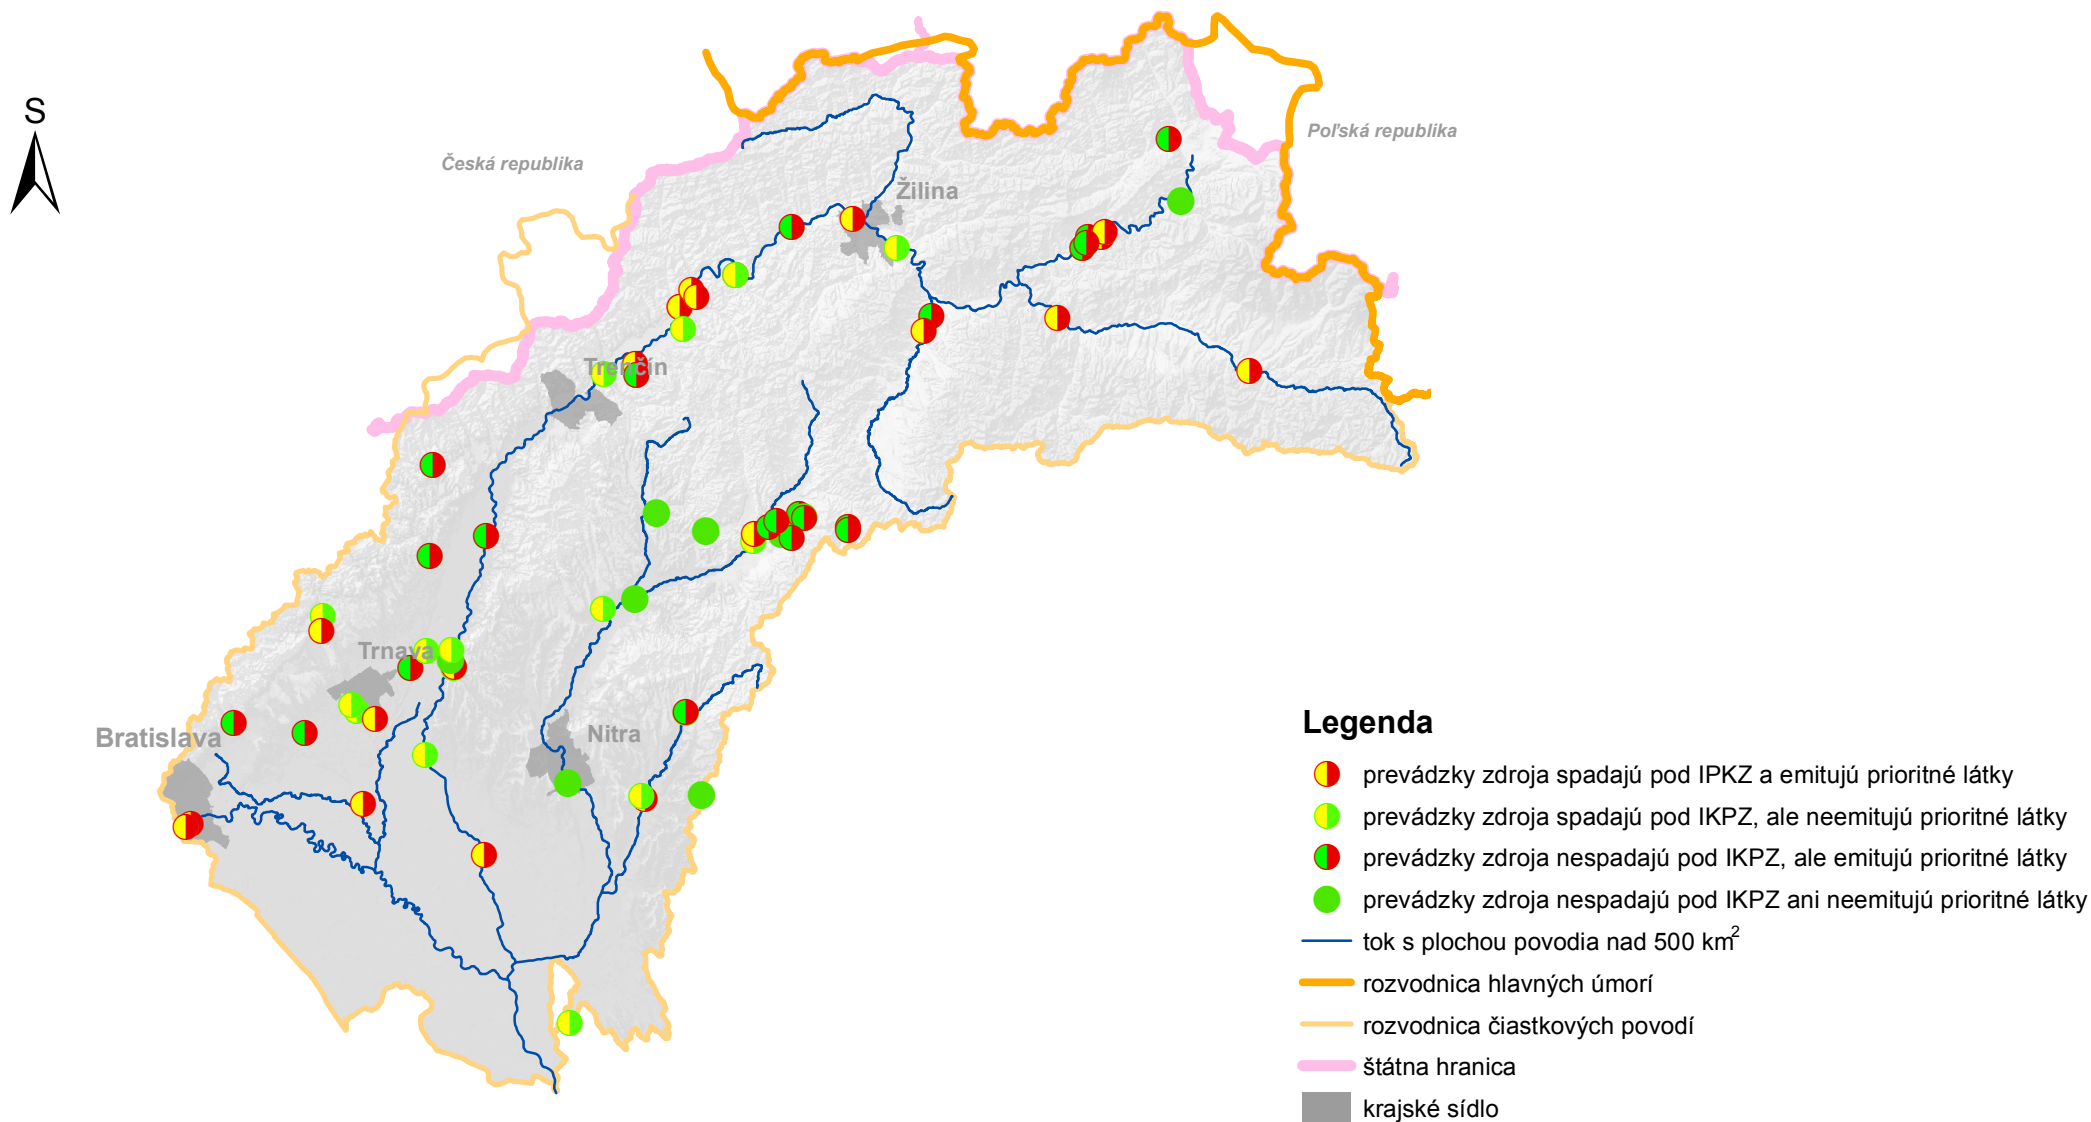 S
Poľská republika
Česká republika
Žilina
Trenčín
Trnava
Nitra
Bratislava
Legenda
prevádzky zdroja spadajú pod IPKZ a emitujú prioritné látky
prevádzky zdroja spadajú pod IKPZ, ale neemitujú prioritné látky
prevádzky zdroja nespadajú pod IKPZ, ale emitujú prioritné látky
prevádzky zdroja nespadajú pod IKPZ ani neemitujú prioritné látky
tok s plochou povodia nad 500 km²
rozvodnica hlavných úmorí
rozvodnica čiastkových povodí
štátna hranica
krajské sídlo